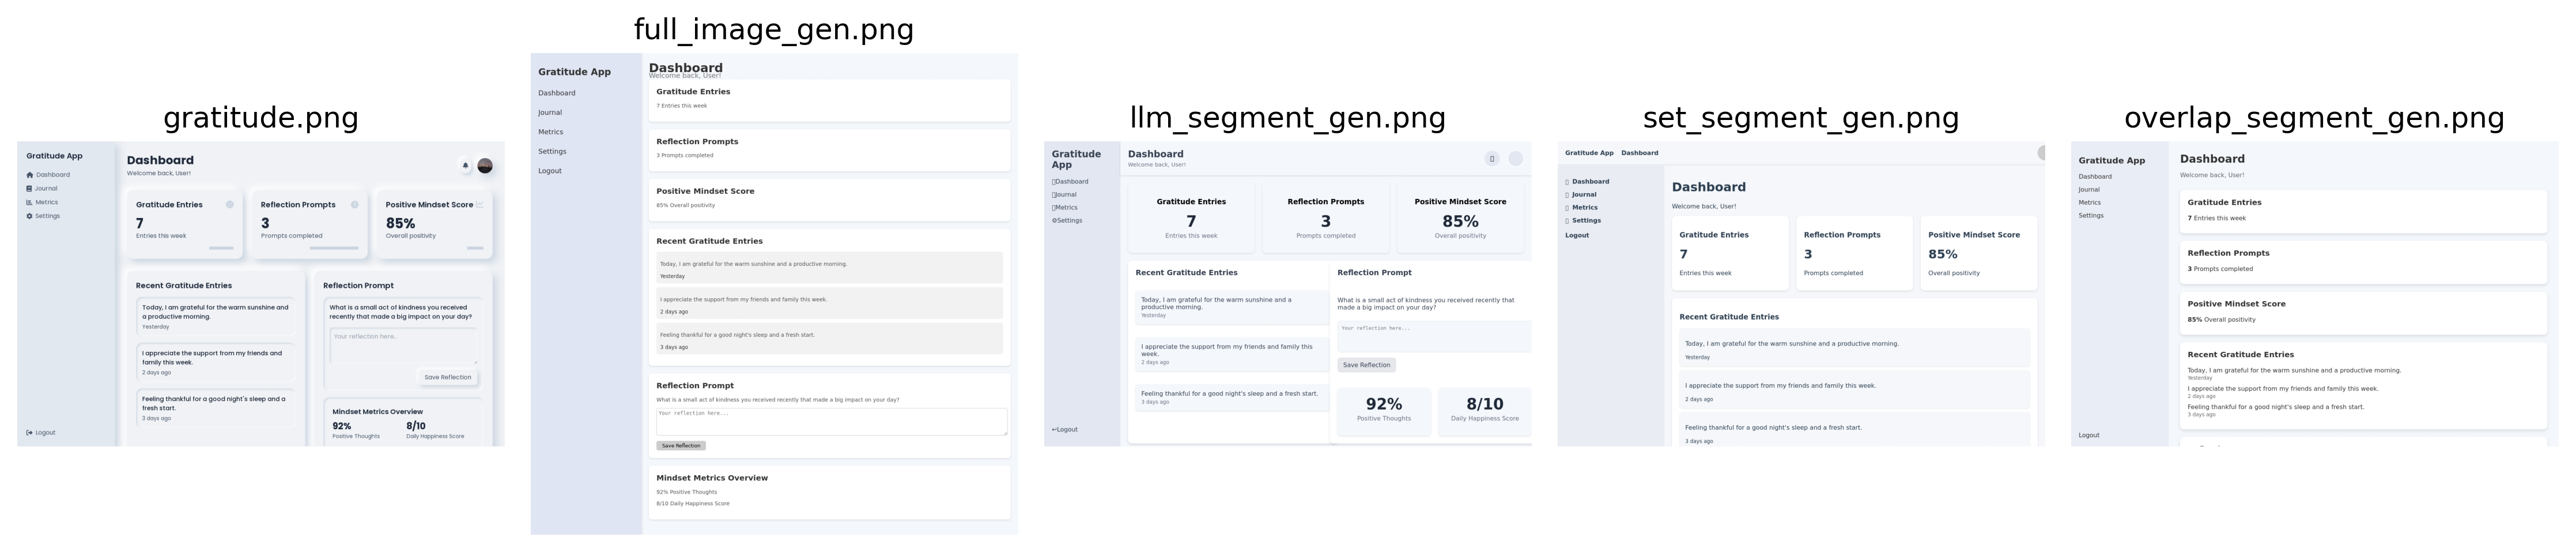 gratitude.png
Gratitude App
Dashboard
Journal
Metrics
Settings
Logout
Dashboard
Welcome back, User!
Gratitude Entries
7
Entries this week
Reflection Prompts
3
Prompts completed
Positive Mindset Score
85%
Overall positivity
Recent Gratitude Entries
Today, I am grateful for the warm sunshine and
a productive morning.
Yesterday
I appreciate the support from my friends and
family this week.
2 days ago
Feeling thankful for a good night's sleep and a
fresh start.
3 days ago
Reflection Prompt
What is a small act of kindness you received
recently that made a big impact on your day?
Your reflection here..
Save Reflection
Mindset Metrics Overview
92%
Positive Thoughts
8/10
Daily Happiness Score
full_image_gen.png
Gratitude App
Dashboard
Journal
Metrics
Settings
Logout
Dashboard
Welcome back, User!
Gratitude Entries
7 Entries this week
Reflection Prompts
3 Prompts completed
Positive Mindset Score
85% Overall positivity
Recent Gratitude Entries
Today, I am grateful for the warm sunshine and a productive morning.
Yesterday
I appreciate the support from my friends and family this week.
2 days ago
Feeling thankful for a good night's sleep and a fresh start.
3 days ago
Reflection Prompt
What is a small act of kindness you received recently that made a big impact on your day?
Your reflection here...
Save Reflection
Mindset Metrics Overview
92% Positive Thoughts
8/10 Daily Happiness Score
llm_segment_gen.png
Gratitude
App
Dashboard
Journal
Metrics
Settings
Logout
Dashboard
Welcome back, User!
Gratitude Entries
7
Entries this week
Reflection Prompts
3
Prompts completed
Positive Mindset Score
85%
Overall positivity
Recent Gratitude Entries
Today, I am grateful for the warm sunshine and a
productive morning.
Yesterday
I appreciate the support from my friends and family this
week.
2 days ago
Feeling thankful for a good night's sleep and a fresh start.
3 days ago
Reflection Prompt
What is a small act of kindness you received recently that
made a big impact on your day?
Your reflection here...
Save Reflection
92%
Positive Thoughts
8/10
Daily Happiness Score
set_segment_gen.png
Gratitude App Dashboard
Dashboard
Journal
Metrics
Settings
Logout
Dashboard
Welcome back, User!
Gratitude Entries
7
Entries this week
Reflection Prompts
3
Prompts completed
Positive Mindset Score
85%
Overall positivity
Recent Gratitude Entries
Today, I am grateful for the warm sunshine and a productive morning.
Yesterday
I appreciate the support from my friends and family this week.
2 days ago
Feeling thankful for a good night's sleep and a fresh start.
3 days ago
overlap_segment_gen.png
Gratitude App
Dashboard
Journal
Metrics
Settings
Logout
Dashboard
Welcome back, User!
Gratitude Entries
7 Entries this week
Reflection Prompts
3 Prompts completed
Positive Mindset Score
85% Overall positivity
Recent Gratitude Entries
Today, I am grateful for the warm sunshine and a productive morning.
Yesterday
I appreciate the support from my friends and family this week.
2 days ago
Feeling thankful for a good night's sleep and a fresh start.
3 days ago